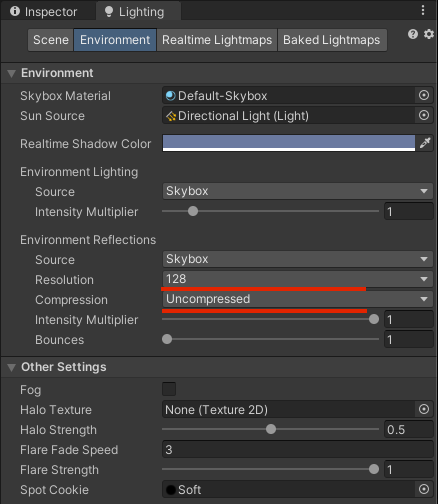 Inspector Lighting
Scene Environment Realtime Lightmaps Baked Lightmaps
Environment
Skybox Material Default-Skybox
Sun Source Directional Light (Light)
Realtime Shadow Color
Environment Lighting
Source Skybox
Intensity Multiplier 1
Environment Reflections
Source Skybox
Resolution 128
Compression Uncompressed
Intensity Multiplier 1
Bounces 1
Other Settings
Fog
Halo Texture None (Texture 2D)
Halo Strength 0.5
Flare Fade Speed 3
Flare Strength 1
Spot Cookie Soft